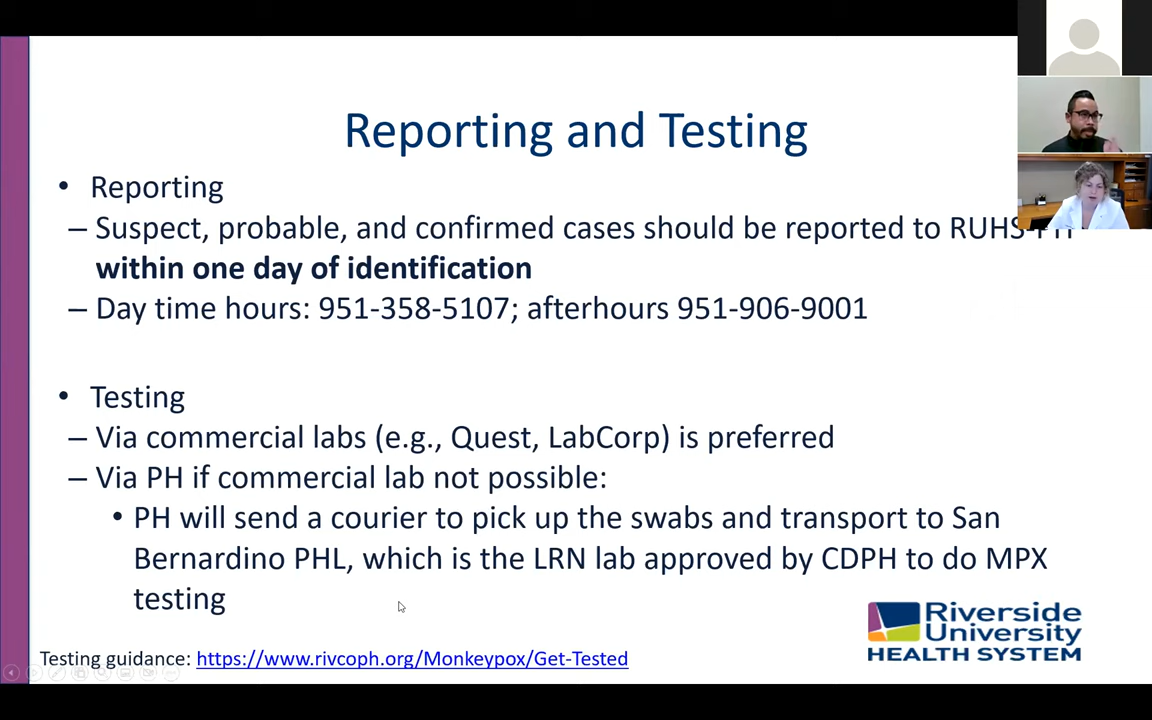 Reporting and Testing
• Reporting
– Suspect, probable, and confirmed cases should be reported to RUHS-PH
within one day of identification
– Day time hours: 951-358-5107; afterhours 951-906-9001
• Testing
– Via commercial labs (e.g., Quest, LabCorp) is preferred
– Via PH if commercial lab not possible:
• PH will send a courier to pick up the swabs and transport to San
Bernardino PHL, which is the LRN lab approved by CDPH to do MPX
testing
Testing guidance: https://www.rivcoph.org/Monkeypox/Get-Tested
Riverside
University
HEALTH SYSTEM